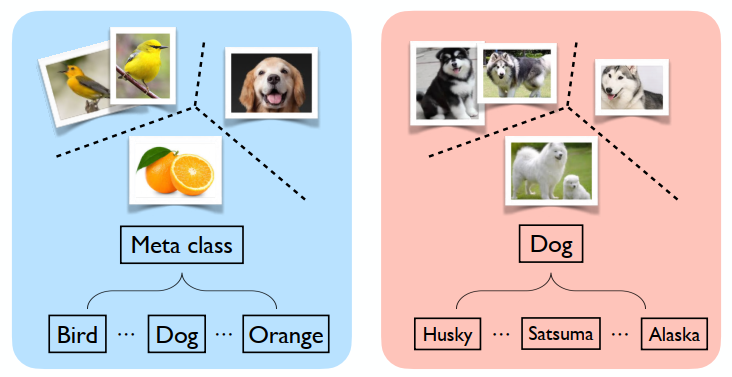 Meta class
Bird ... Dog ... Orange
Dog
Husky ... Satsuma ... Alaska